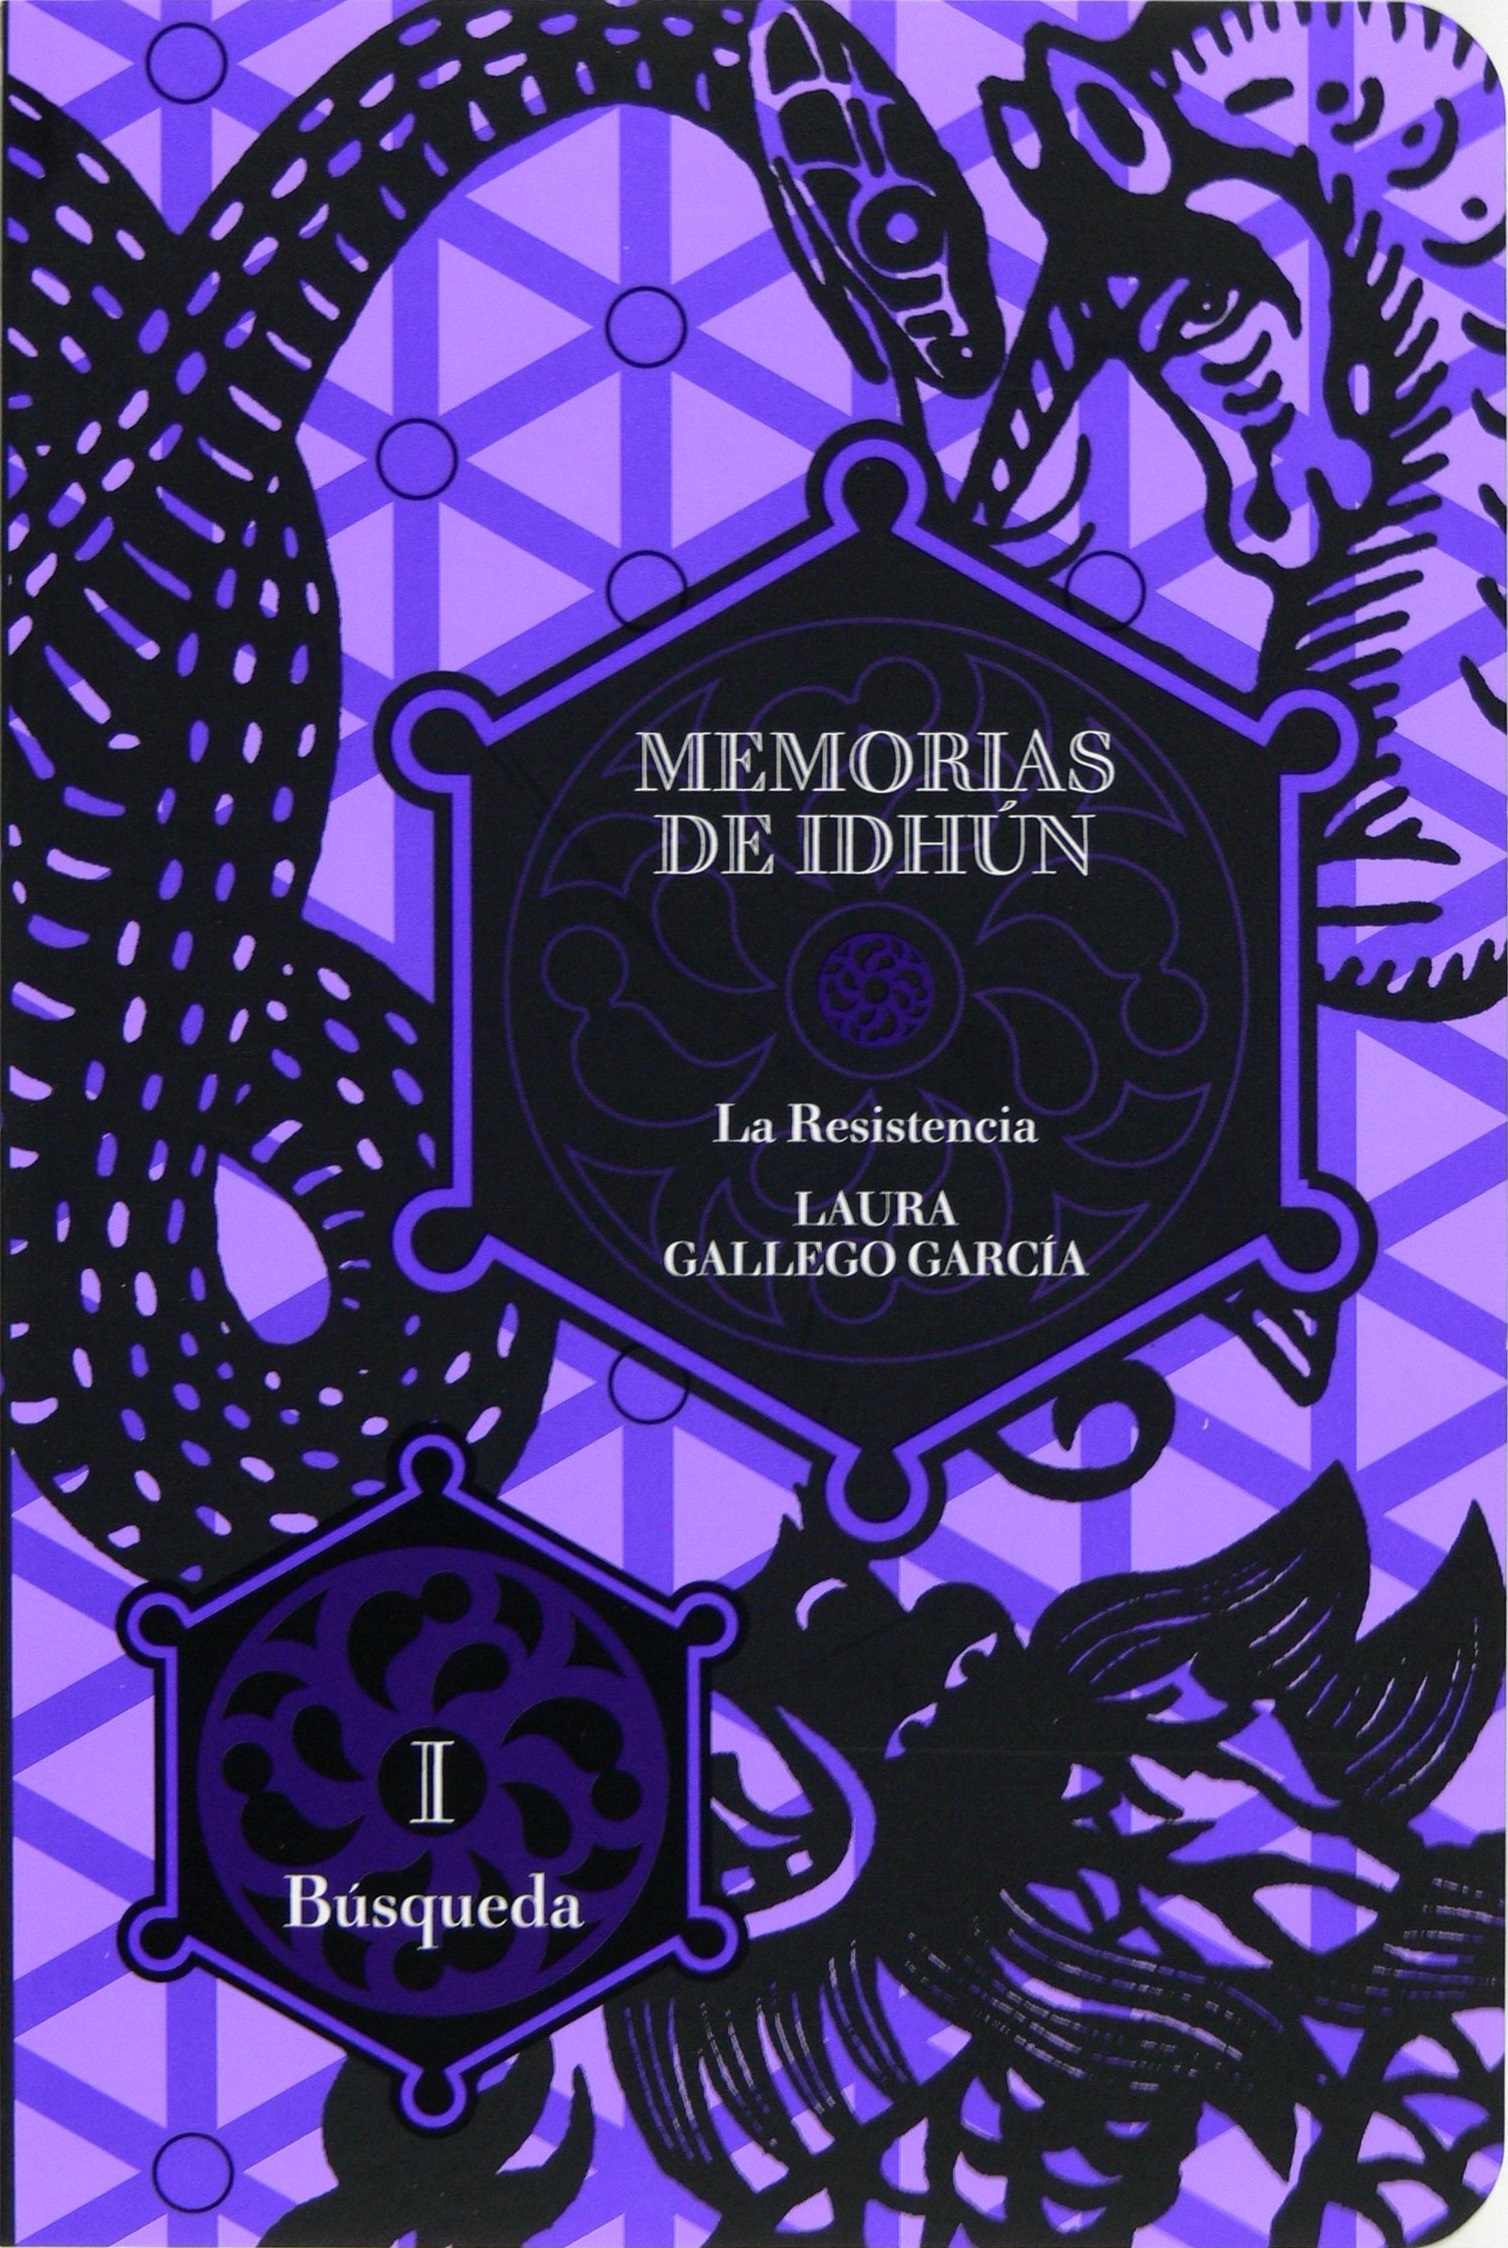 MEMORIAS
DE IDHÚN
La Resistencia
LAURA
GALLEGO GARCÍA
I
Búsqueda